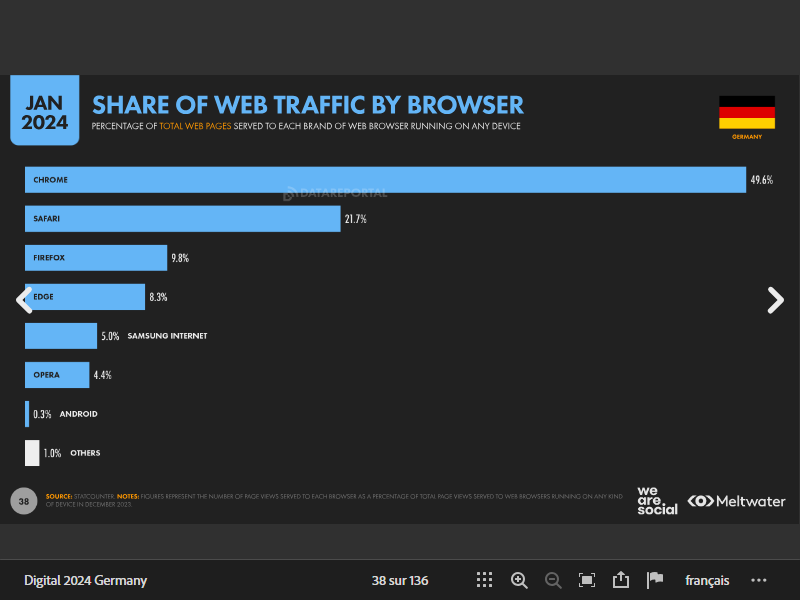 JAN
2024
SHARE OF WEB TRAFFIC BY BROWSER
PERCENTAGE OF TOTAL WEB PAGES SERVED TO EACH BRAND OF WEB BROWSER RUNNING ON ANY DEVICE
GERMANY
CHROME 49.6%
DATAREPORTAL
SAFARI 21.7%
FIREFOX 9.8%
EDGE 8.3%
5.0% SAMSUNG INTERNET
OPERA 4.4%
0.3% ANDROID
1.0% OTHERS
38
SOURCE: STATCOUNTER. NOTES: FIGURES REPRESENT THE NUMBER OF PAGE VIEWS SERVED TO EACH BROWSER AS A PERCENTAGE OF TOTAL PAGE VIEWS SERVED TO WEB BROWSERS RUNNING ON ANY KIND
OF DEVICE IN DECEMBER 2023.
we
are
social
Meltwater
Digital 2024 Germany
38 sur 136
français